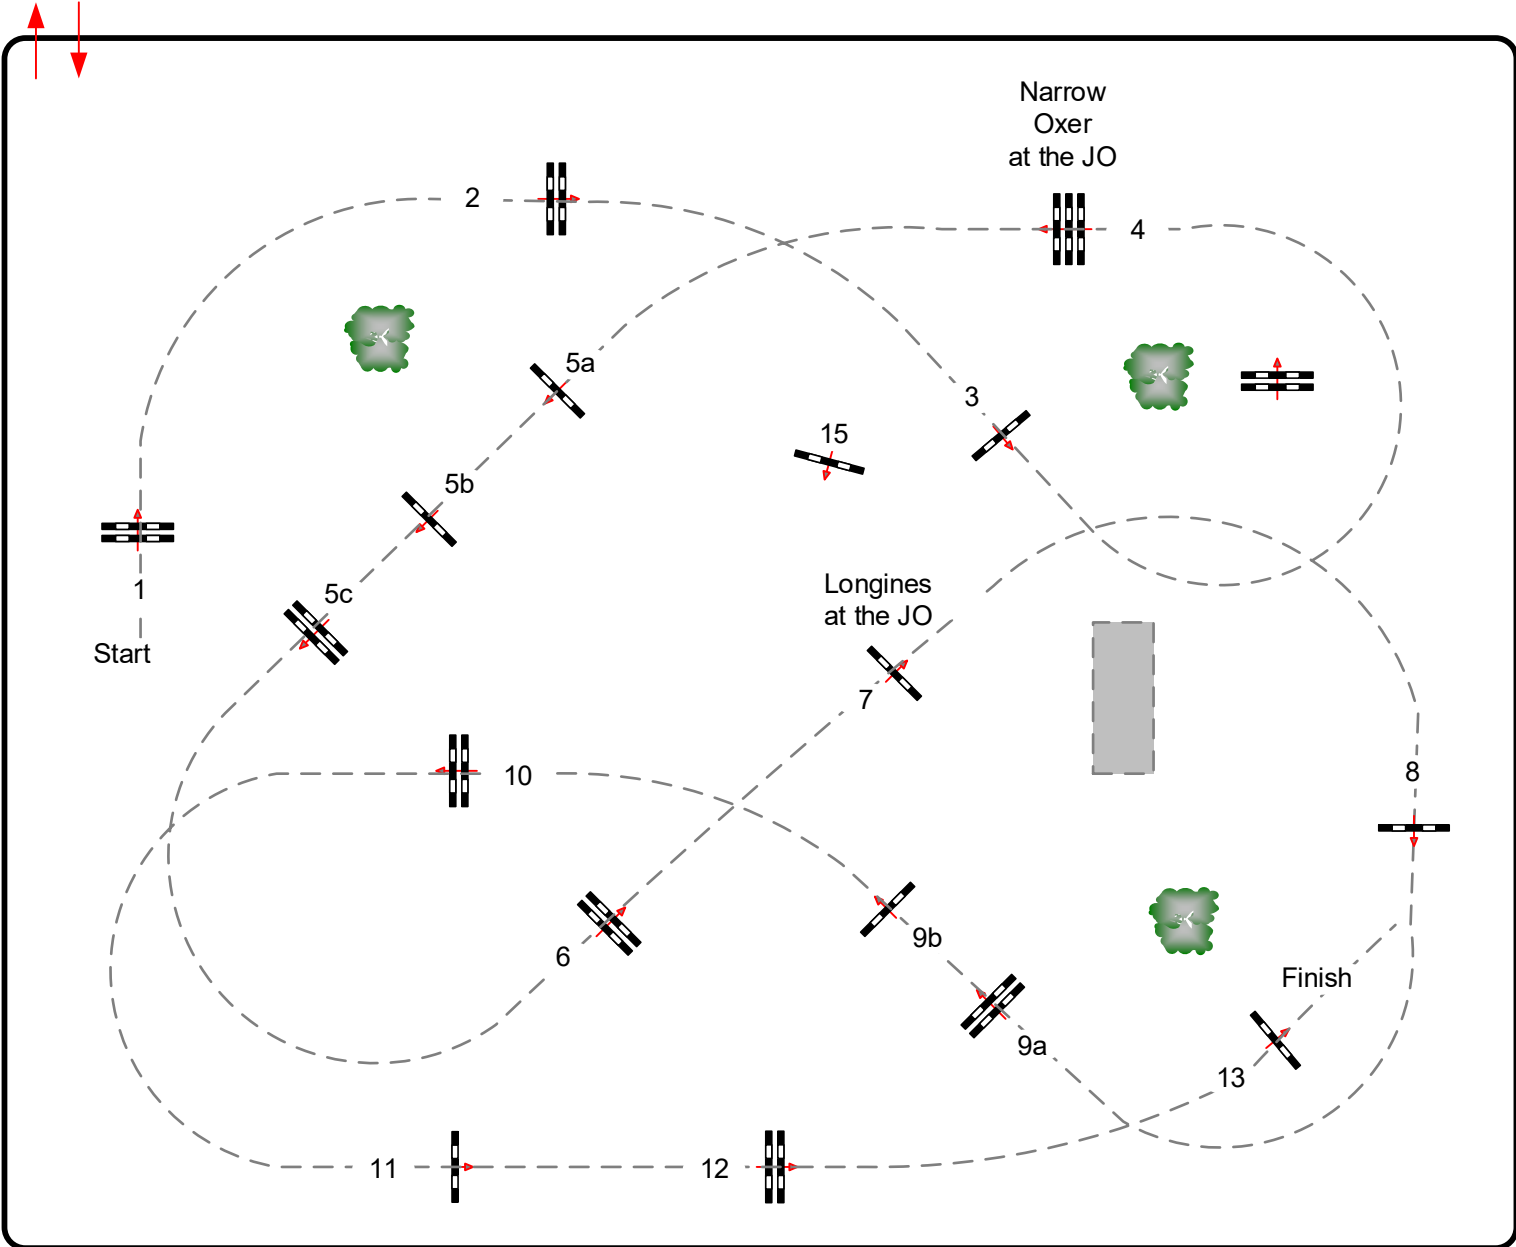 Narrow
Oxer
at the JO
2
4
5a
3
15
5b
1
5c
Longines
at the JO
Start
7
10
8
9b
6
Finish
9a
13
11
12